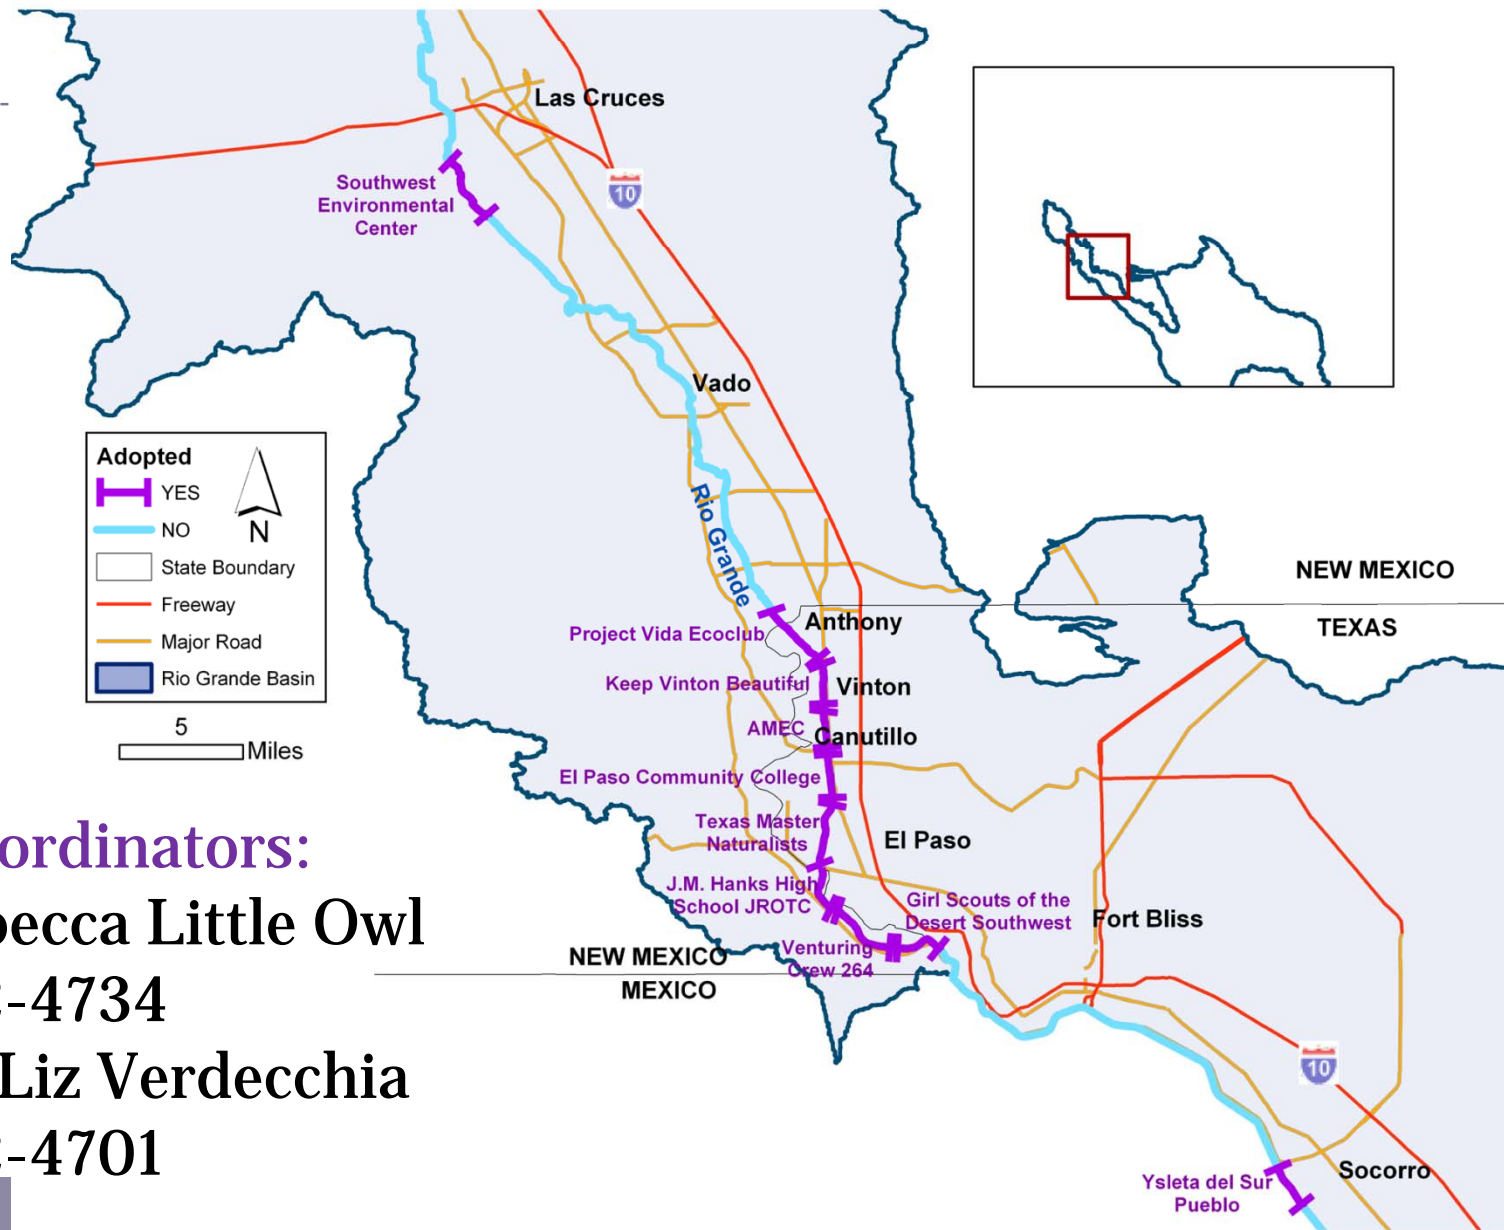 Las Cruces
10
Southwest
Environmental
Center
Vado
Adopted
YES
NO
N
State Boundary
Freeway
Major Road
Rio Grande Basin
5
Miles
Rio Grande
NEW MEXICO
TEXAS
Anthony
Project Vida Ecoclub
Keep Vinton Beautiful
Vinton
AMEC
Canutillo
El Paso Community College
Texas Master
Naturalists
El Paso
J.M. Hanks High
School JROTC
Girl Scouts of the
Desert Southwest
Fort Bliss
Venturing
Crew 264
NEW MEXICO
MEXICO
10
Ysleta del Sur
Pueblo
Socorro
ordinators:
becca Little Owl
-4734
Liz Verdecchia
-4701